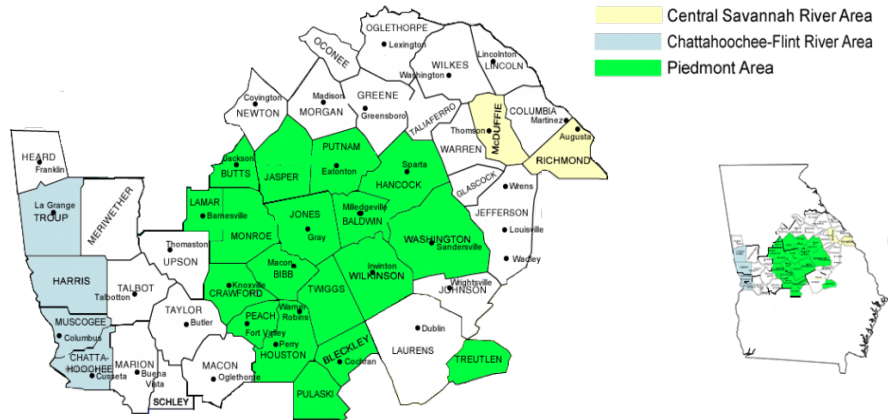 Central Savannah River Area
Chattahoochee-Flint River Area
Piedmont Area
OGLETHORPE
Lexington
OCONEE
WILKES
Washington
Lincolnton
LINCOLN
Covington
NEWTON
Madison
MORGAN
GREENE
Greensboro
TALIAFERRO
Thomson
McDUFFIE
COLUMBIA
Martinez
Augusta
WARREN
RICHMOND
HEARD
Franklin
Jackson
BUTTS
JASPER
PUTNAM
Eatonton
Sparta
HANCOCK
GLASCOCK
Wrens
La Grange
TROUP
MERIWETHER
LAMAR
Barnesville
MONROE
JONES
Gray
Milledgeville
BALDWIN
WASHINGTON
Sandersville
JEFFERSON
Louisville
Wadley
Thomaston
UPSON
HARRIS
TALBOT
Talbotton
Knoxville
CRAWFORD
Macon
BIBB
TWIGGS
Irwinton
WILKINSON
Wrightsville
JOHNSON
MUSCOGEE
Columbus
TAYLOR
Butler
PEACH
Fort Valley
Warner
Robins
Perry
HOUSTON
BLECKLEY
Cochran
Dublin
LAURENS
TREUTLEN
CHATTA-
HOOCHEE
Cusseta
MARION
Buena
Vista
SCHLEY
MACON
Oglethorpe
PULASKI